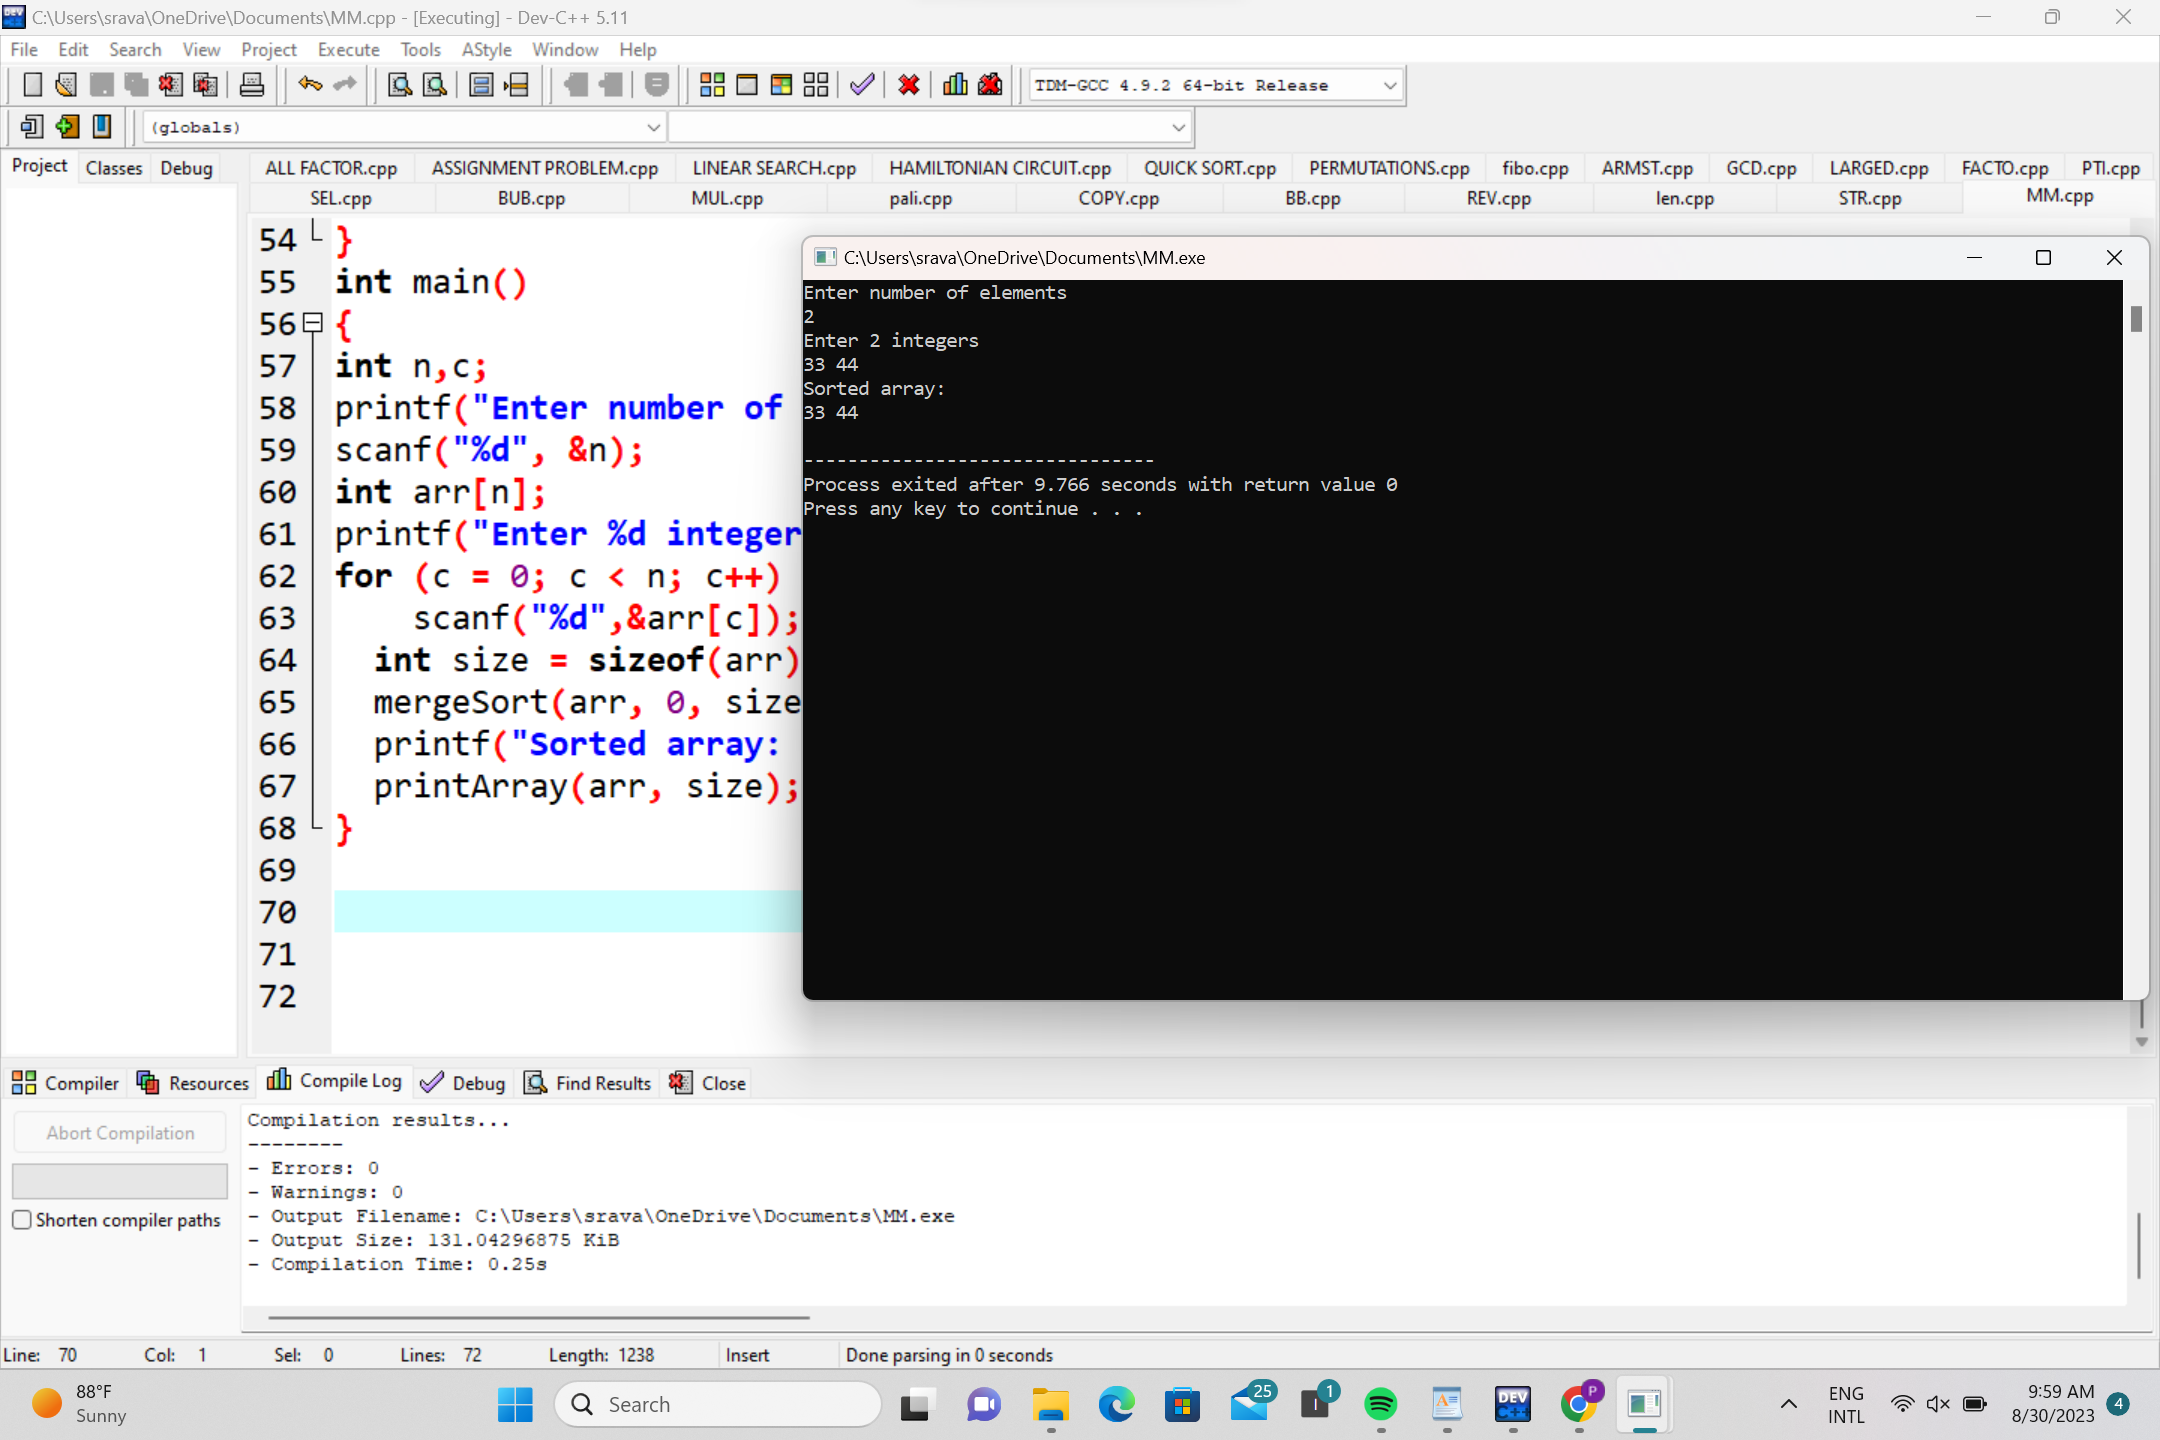 C:\Users\srava\OneDrive\Documents\MM.cpp - [Executing] - Dev-C++ 5.11
File Edit Search View Project Execute Tools AStyle Window Help
TDM-GCC 4.9.2 64-bit Release
(globals)
Project Classes Debug
ALL FACTOR.cpp ASSIGNMENT PROBLEM.cpp LINEAR SEARCH.cpp HAMILTONIAN CIRCUIT.cpp QUICK SORT.cpp PERMUTATIONS.cpp fibo.cpp ARMST.cpp GCD.cpp LARGED.cpp FACTO.cpp PTI.cpp
SEL.cpp BUB.cpp MUL.cpp pali.cpp COPY.cpp BB.cpp REV.cpp len.cpp STR.cpp MM.cpp
54 }
55 int main()
56 {
57 int n,c;
58 printf("Enter number of
59 scanf("%d", &n);
60 int arr[n];
61 printf("Enter %d integer
62 for (c = 0; c < n; c++)
63 scanf("%d",&arr[c]);
64 int size = sizeof(arr)
65 mergeSort(arr, 0, size
66 printf("Sorted array:
67 printArray(arr, size);
68 }
69
70
71
72
C:\Users\srava\OneDrive\Documents\MM.exe
Enter number of elements
2
Enter 2 integers
33 44
Sorted array:
33 44
--------------------------------
Process exited after 9.766 seconds with return value 0
Press any key to continue . . .
Compiler Resources Compile Log Debug Find Results Close
Abort Compilation
Shorten compiler paths
Compilation results...
--------
- Errors: 0
- Warnings: 0
- Output Filename: C:\Users\srava\OneDrive\Documents\MM.exe
- Output Size: 131.04296875 KiB
- Compilation Time: 0.25s
Line: 70 Col: 1 Sel: 0 Lines: 72 Length: 1238 Insert Done parsing in 0 seconds
88°F
Sunny
Search
25
1
DEV
C++
P
ENG
INTL
9:59 AM
8/30/2023
4